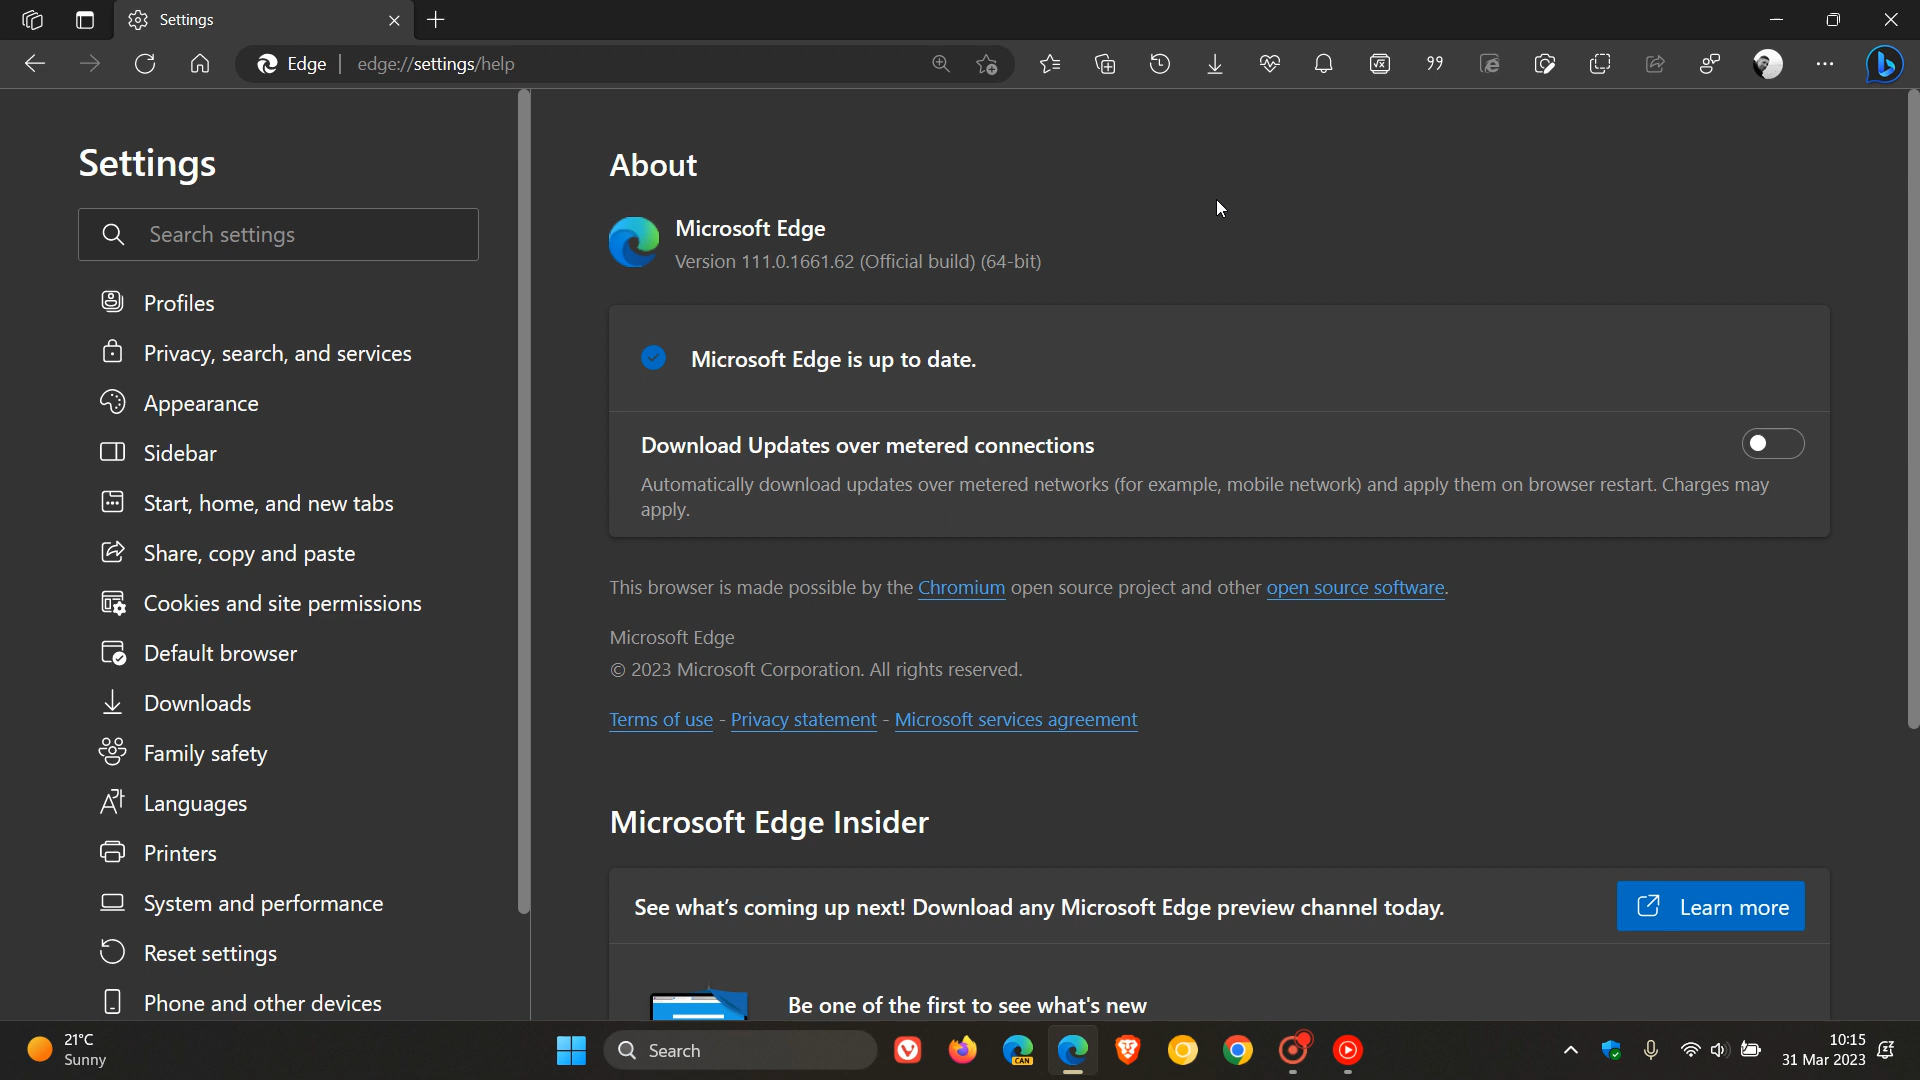 Settings
Edge
edge://settings/help
Settings
Search settings
Profiles
Privacy, search, and services
Appearance
Sidebar
Start, home, and new tabs
Share, copy and paste
Cookies and site permissions
Default browser
Downloads
Family safety
Languages
Printers
System and performance
Reset settings
Phone and other devices
About
Microsoft Edge
Version 111.0.1661.62 (Official build) (64-bit)
Microsoft Edge is up to date.
Download Updates over metered connections
Automatically download updates over metered networks (for example, mobile network) and apply them on browser restart. Charges may
apply.
This browser is made possible by the Chromium open source project and other open source software.
Microsoft Edge
© 2023 Microsoft Corporation. All rights reserved.
Terms of use - Privacy statement - Microsoft services agreement
Microsoft Edge Insider
See what's coming up next! Download any Microsoft Edge preview channel today.
Learn more
Be one of the first to see what's new
21°C
Sunny
Search
CAN
10:15
31 Mar 2023